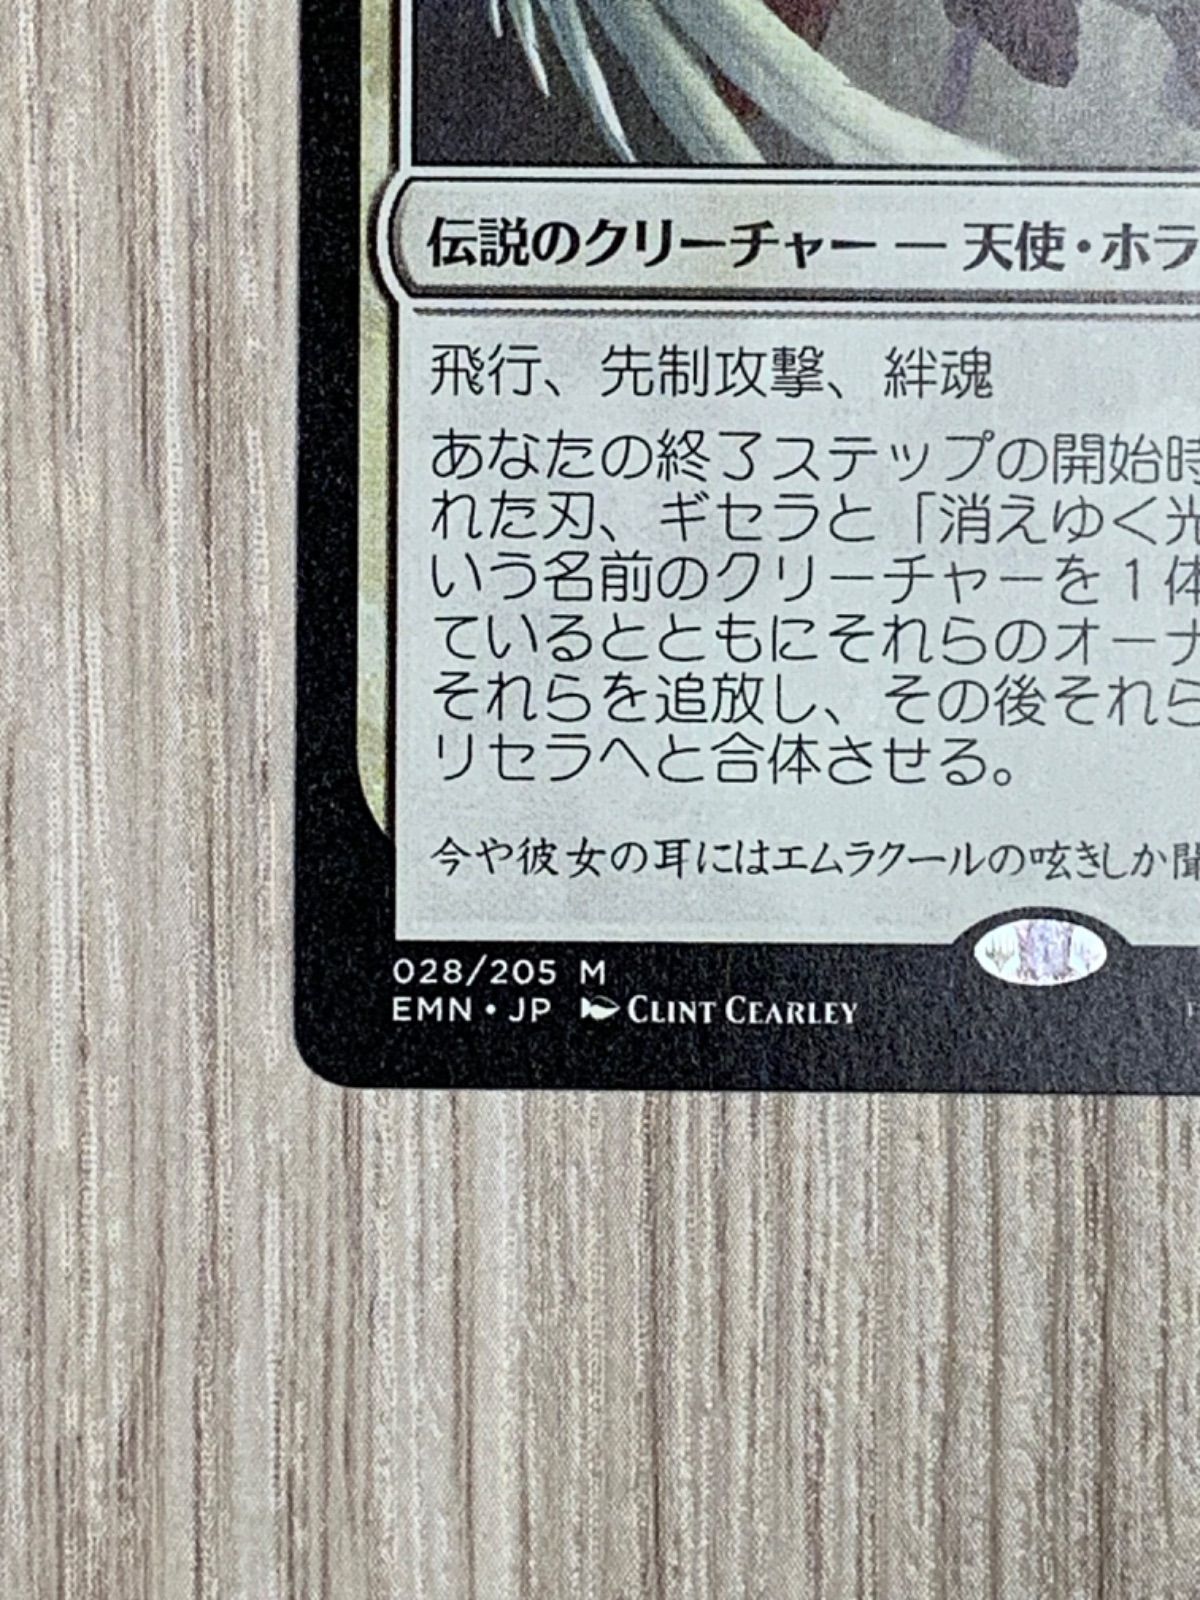 伝説のクリーチャー — 天使・ホラ
飛行、先制攻撃、絆魂
あなたの終了ステップの開始時
れた刃、ギセラと「消えゆく光
いう名前のクリーチャーを１体
ているとともにそれらのオーナ
それらを追放し、その後それら
リセラへと合体させる。
今や彼女の耳にはエムラクールの呟きしか聞
028/205 M
EMN • JP CLINT CEARLEY